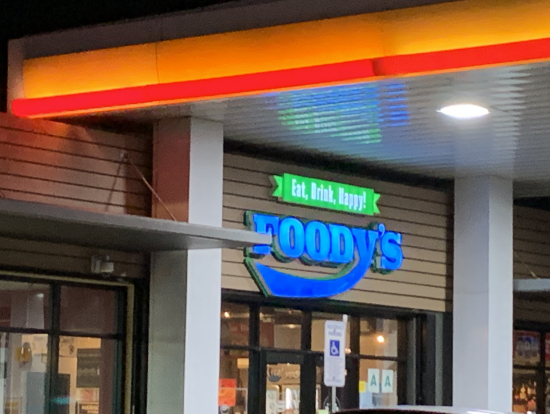 Eat, Drink, Happy!
FOODY'S
A A